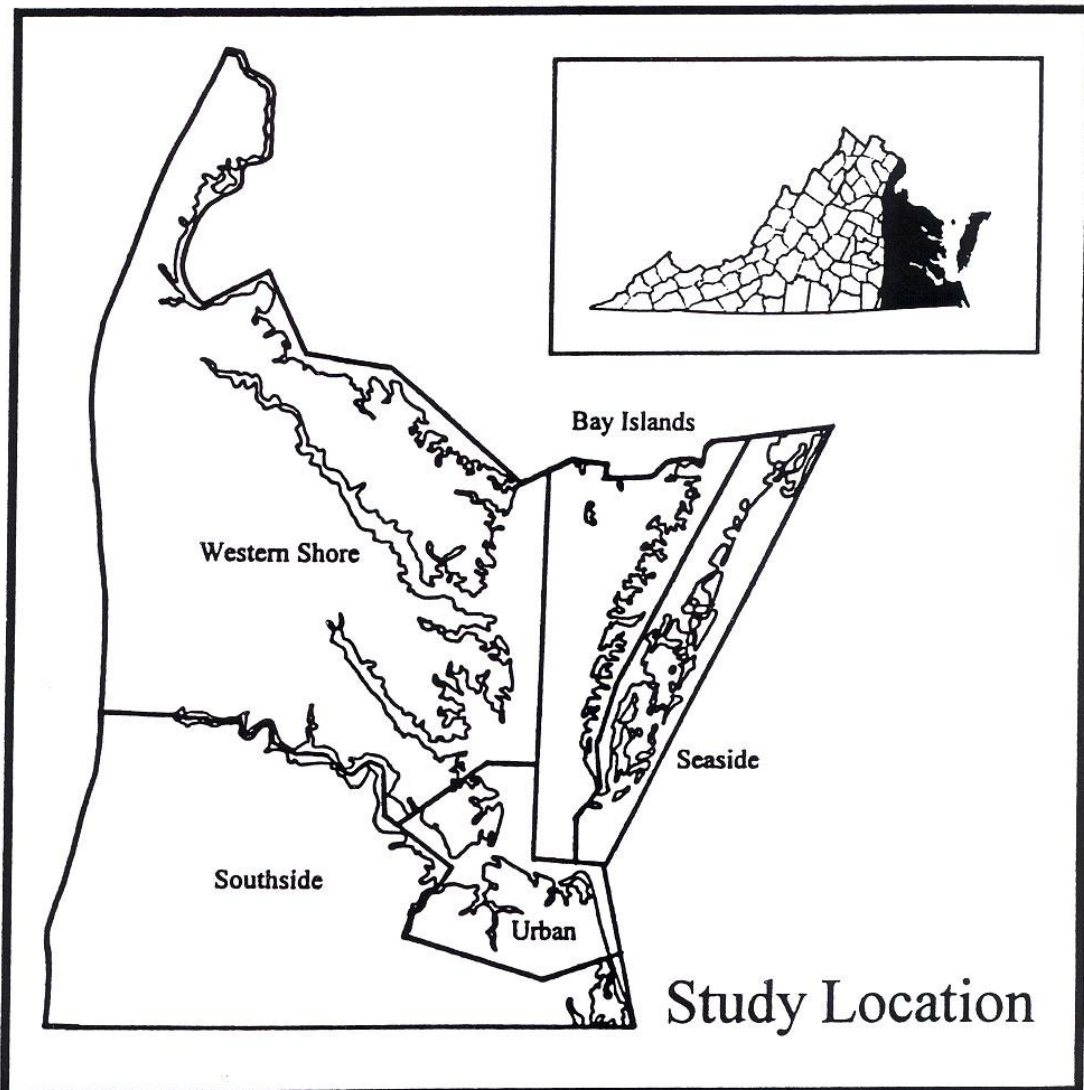 Bay Islands
Western Shore
Seaside
Southside
Urban
Study Location